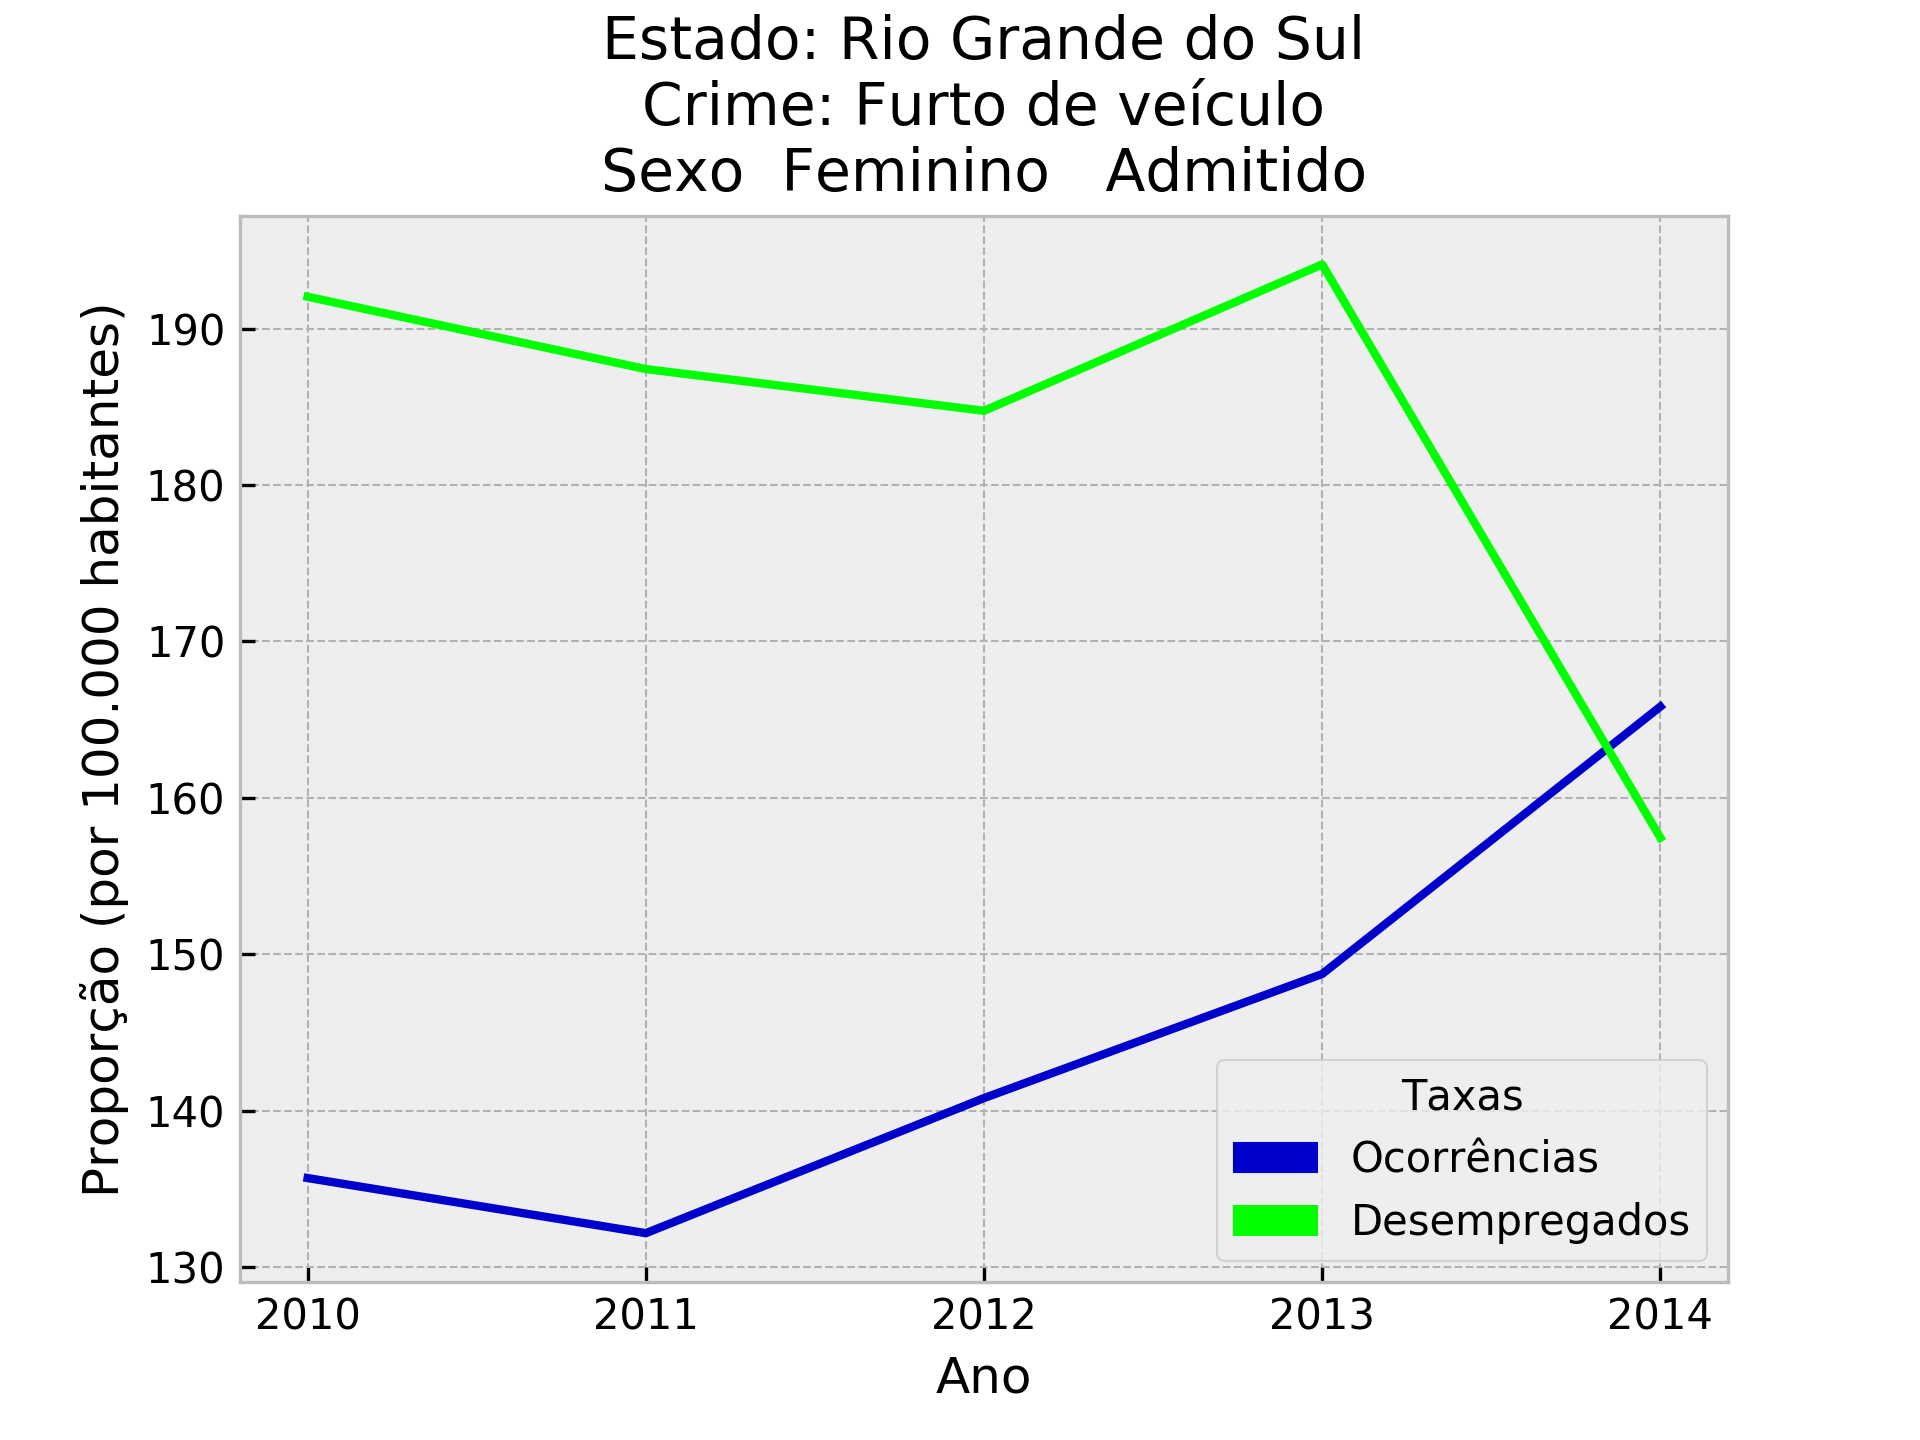 Estado: Rio Grande do Sul
Crime: Furto de veículo
Sexo  Feminino   Admitido
Proporção (por 100.000 habitantes)
190
180
170
160
150
140
130
Taxas
Ocorrências
Desempregados
2010
2011
2012
2013
2014
Ano